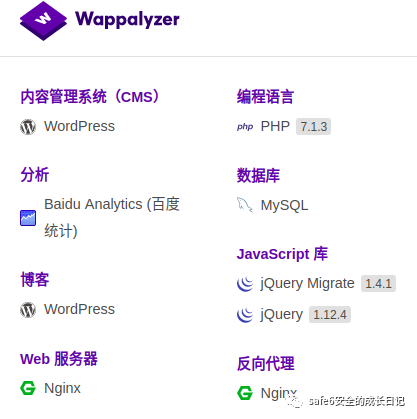 Wappalyzer
内容管理系统（CMS）
WordPress
分析
Baidu Analytics (百度
统计)
博客
WordPress
Web 服务器
Nginx
编程语言
php PHP 7.1.3
数据库
MySQL
JavaScript 库
jQuery Migrate 1.4.1
jQuery 1.12.4
反向代理
Nginx
safe6安全的成长日记